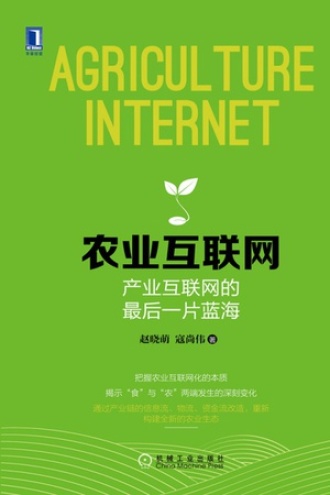 AGRICULTURE
INTERNET
农业互联网
产业互联网的
最后一片蓝海
赵晓萌 寇尚伟 著
把握农业互联网化的本质
揭示“食”与“农”两端发生的深刻变化
通过产业链的信息流、物流、资金流改造，重新
构建全新的农业生态
机械工业出版社
China Machine Press